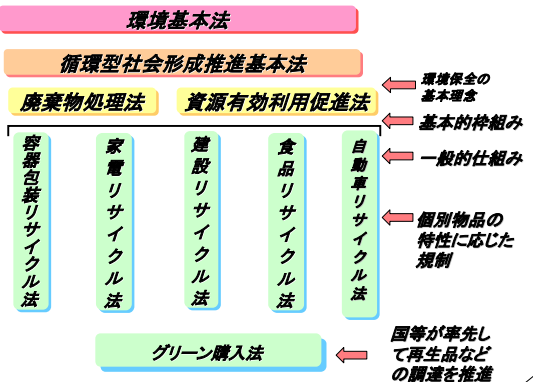 環境基本法
循環型社会形成推進基本法
廃棄物処理法
資源有効利用促進法
容器包装リサイクル法
家電リサイクル法
建設リサイクル法
食品リサイクル法
自動車リサイクル法
グリーン購入法
環境保全の
基本理念
基本的枠組み
一般的仕組み
個別物品の
特性に応じた
規制
国等が率先し
て再生品など
の調達を推進